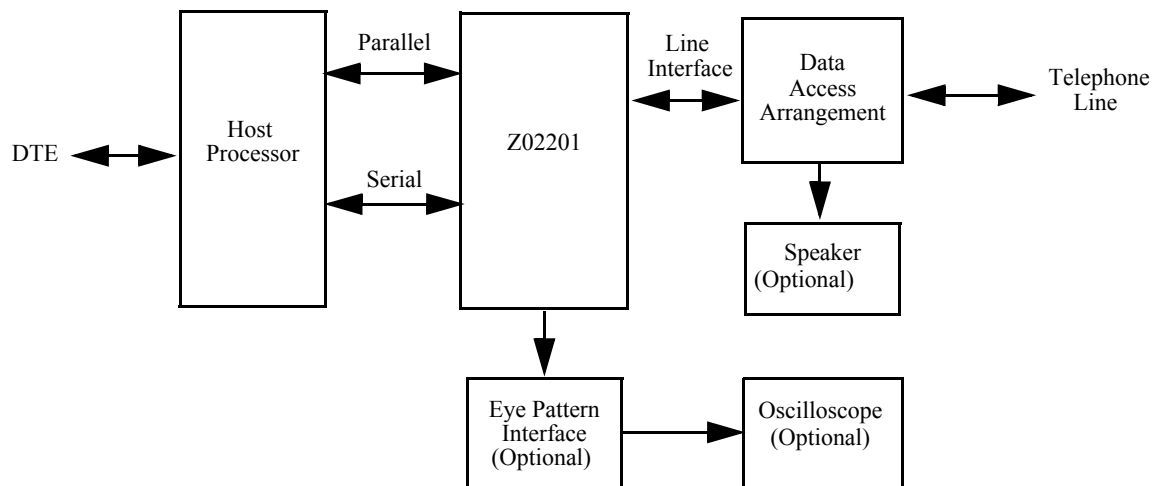 DTE
Host
Processor
Parallel
Serial
Z02201
Line
Interface
Data
Access
Arrangement
Telephone
Line
Speaker
(Optional)
Eye Pattern
Interface
(Optional)
Oscilloscope
(Optional)